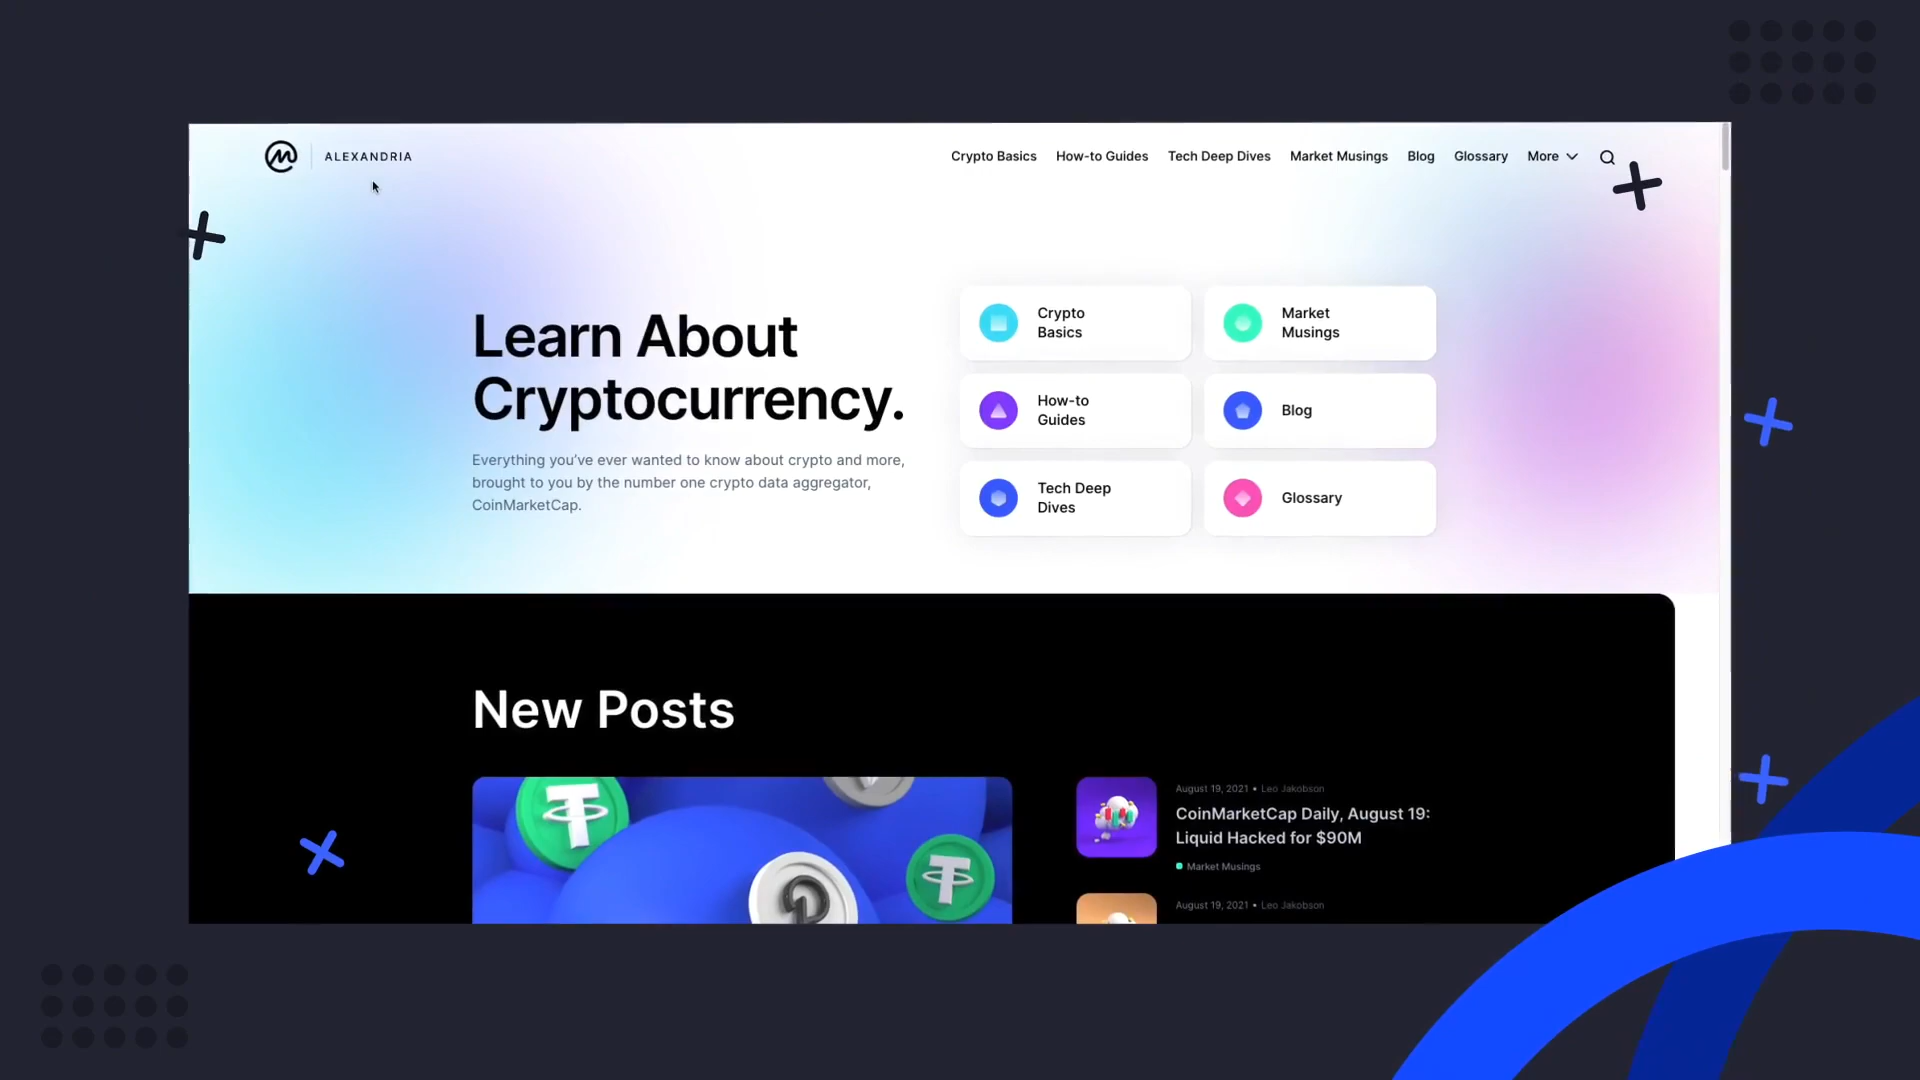 ALEXANDRIA
Crypto Basics How-to Guides Tech Deep Dives Market Musings Blog Glossary More
Learn About
Cryptocurrency.
Everything you've ever wanted to know about crypto and more,
brought to you by the number one crypto data aggregator,
CoinMarketCap.
Crypto
Basics
Market
Musings
How-to
Guides
Blog
Tech Deep
Dives
Glossary
New Posts
August 19, 2021 • Leo Jakobson
CoinMarketCap Daily, August 19:
Liquid Hacked for $90M
Market Musings
August 19, 2021 • Leo Jakobson